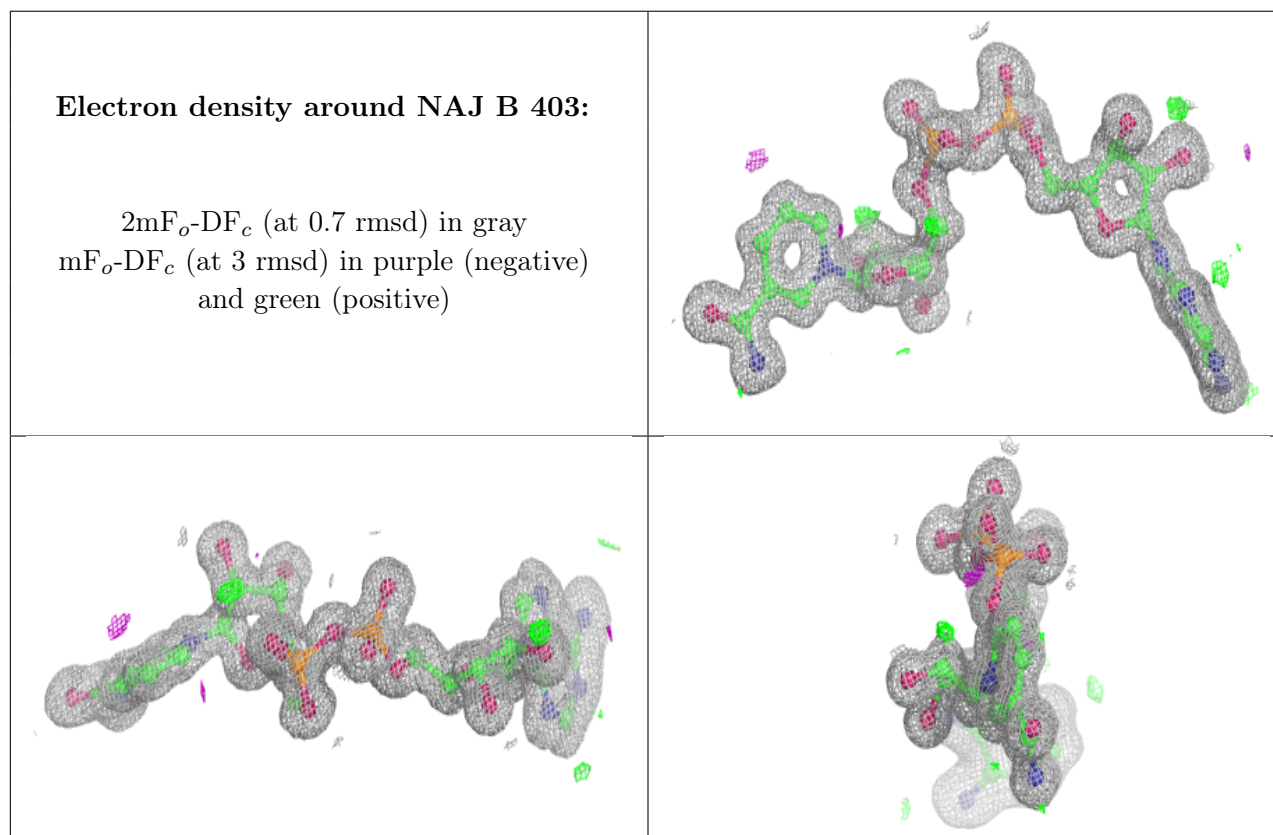 Electron density around NAJ B 403:
2mFo-DFc (at 0.7 rmsd) in gray
mFo-DFc (at 3 rmsd) in purple (negative)
and green (positive)